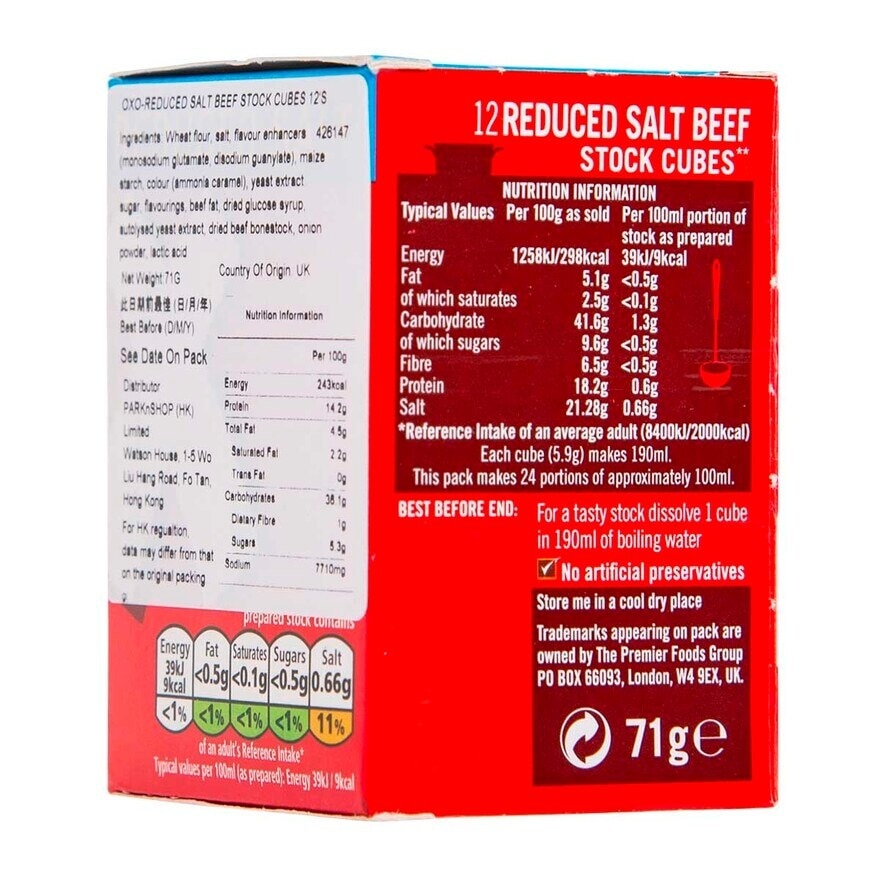 OXO-REDUCED SALT BEEF STOCK CUBES 12'S
Ingredients: Wheat flour, salt, flavour enhancers 426147
(monosodium glutamate, disodium guanylate), maize
starch, colour (ammonia caramel), yeast extract
sugar, flavourings, beef fat, dried glucose syrup,
autolysed yeast extract, dried beef bonestock, onion
powder, lactic acid
Net Weight:71G Country Of Origin: UK
此日期前最佳 (日/月/年)
Best Before (D/M/Y)
See Date On Pack
Distributor
PARKnSHOP (HK)
Limited
Watson House, 1-5 Wo
Liu Hang Road, Fo Tan,
Hong Kong
For HK regualtion,
data may differ from that
on the original packing
Nutrition Information
Per 100g
Energy 243kcal
Protein 14.2g
Total Fat 4.5g
Saturated Fat 2.2g
Trans Fat 0g
Carbohydrates 36.1g
Dietary Fibre 1g
Sugars 5.3g
Sodium 7710mg
prepared stock contains
Energy 39kJ 9kcal <1%
Fat <0.5g <1%
Saturates <0.1g <1%
Sugars <0.5g <1%
Salt 0.66g 11%
of an adult's Reference Intake*
Typical values per 100ml (as prepared): Energy 39kJ / 9kcal
12 REDUCED SALT BEEF
STOCK CUBES**
NUTRITION INFORMATION
Typical Values Per 100g as sold Per 100ml portion of
stock as prepared
Energy 1258kJ/298kcal 39kJ/9kcal
Fat 5.1g <0.5g
of which saturates 2.5g <0.1g
Carbohydrate 41.6g 1.3g
of which sugars 9.6g <0.5g
Fibre 6.5g <0.5g
Protein 18.2g 0.6g
Salt 21.28g 0.66g
*Reference Intake of an average adult (8400kJ/2000kcal)
Each cube (5.9g) makes 190ml.
This pack makes 24 portions of approximately 100ml.
BEST BEFORE END:
For a tasty stock dissolve 1 cube
in 190ml of boiling water
No artificial preservatives
Store me in a cool dry place
Trademarks appearing on pack are
owned by The Premier Foods Group
PO BOX 66093, London, W4 9EX, UK.
71g e